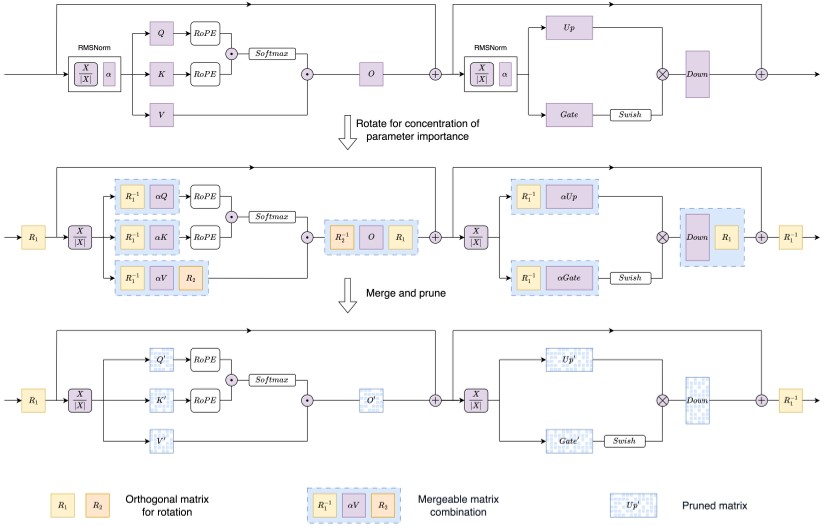 Q
RoPE
Up
RMSNorm
Softmax
RMSNorm
X
|X|
α
K
RoPE
O
X
|X|
α
Down
V
Gate
Swish
Rotate for concentration of
parameter importance
R₁⁻¹
αQ
RoPE
R₁⁻¹
αUp
Softmax
R₁
X
|X|
R₁⁻¹
αK
RoPE
R₂⁻¹
O
R₁
X
|X|
Down
R₁
R₁⁻¹
R₁⁻¹
αV
R₂
R₁⁻¹
αGate
Swish
Merge and prune
Q′
RoPE
Up′
Softmax
R₁
X
|X|
K′
RoPE
O′
X
|X|
Down
R₁⁻¹
V′
Gate′
Swish
R₁
R₂
Orthogonal matrix
for rotation
R₁⁻¹
αV
R₂
Mergeable matrix
combination
Up′
Pruned matrix